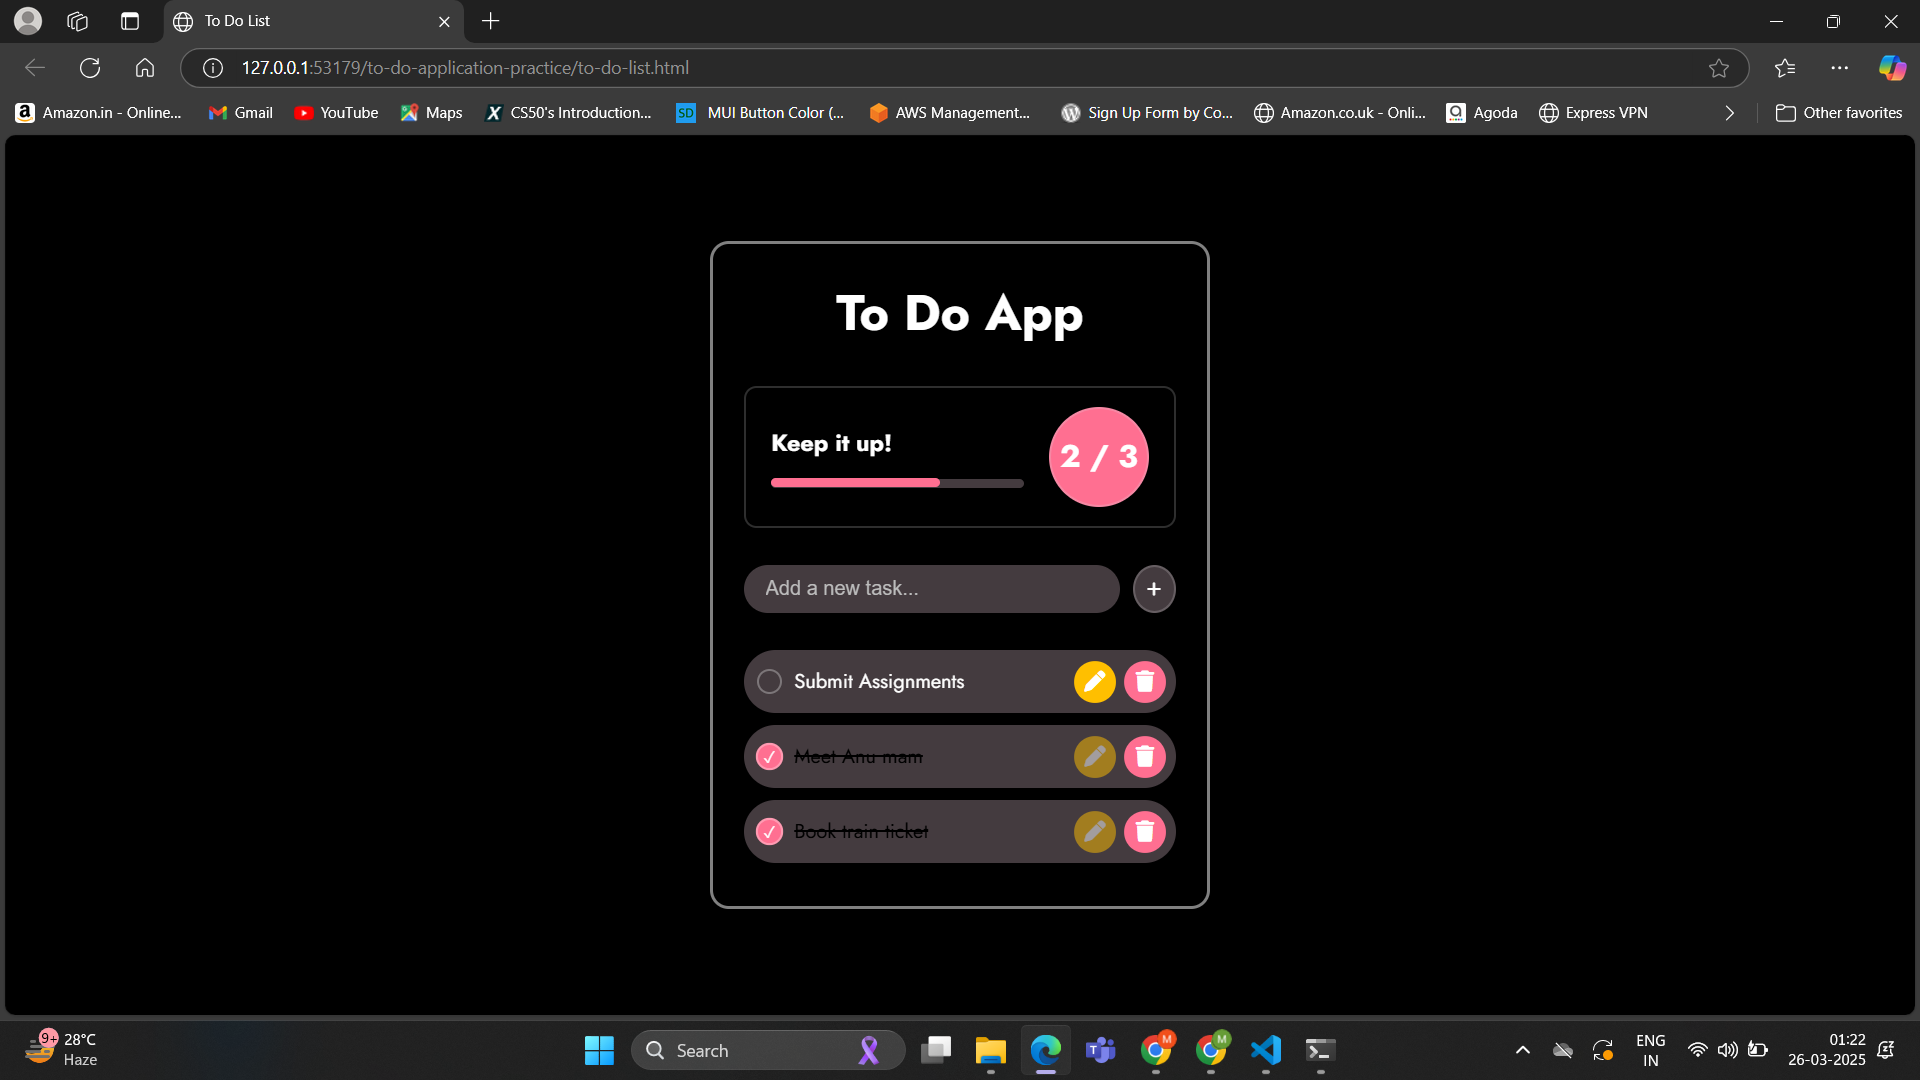 To Do List
127.0.0.1:53179/to-do-application-practice/to-do-list.html
Amazon.in - Online...
Gmail
YouTube
Maps
CS50's Introduction...
SD
MUI Button Color (...
AWS Management...
Sign Up Form by Co...
Amazon.co.uk - Onli...
Agoda
Express VPN
Other favorites
To Do App
Keep it up!
2 / 3
Add a new task...
+
Submit Assignments
Meet Anu mam
Book train ticket
9+
28°C
Haze
Search
M
M
ENG
IN
01:22
26-03-2025